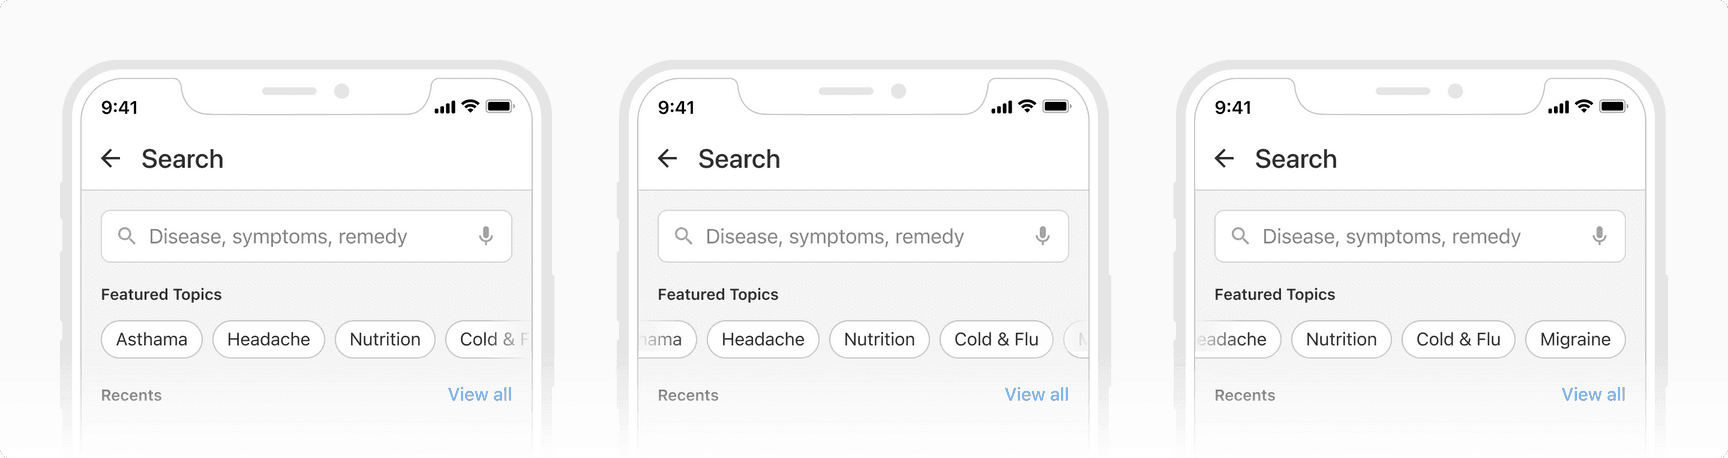 9:41
Search
Disease, symptoms, remedy
Featured Topics
Asthama Headache Nutrition Cold & F
Recents View all
9:41
Search
Disease, symptoms, remedy
Featured Topics
hama Headache Nutrition Cold & Flu M
Recents View all
9:41
Search
Disease, symptoms, remedy
Featured Topics
eadache Nutrition Cold & Flu Migraine
Recents View all